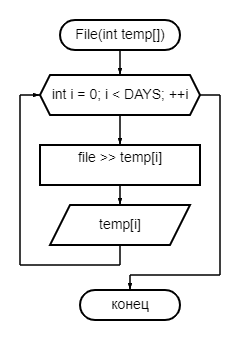 File(int temp[])
int i = 0; i < DAYS; ++i
file >> temp[i]
temp[i]
конец